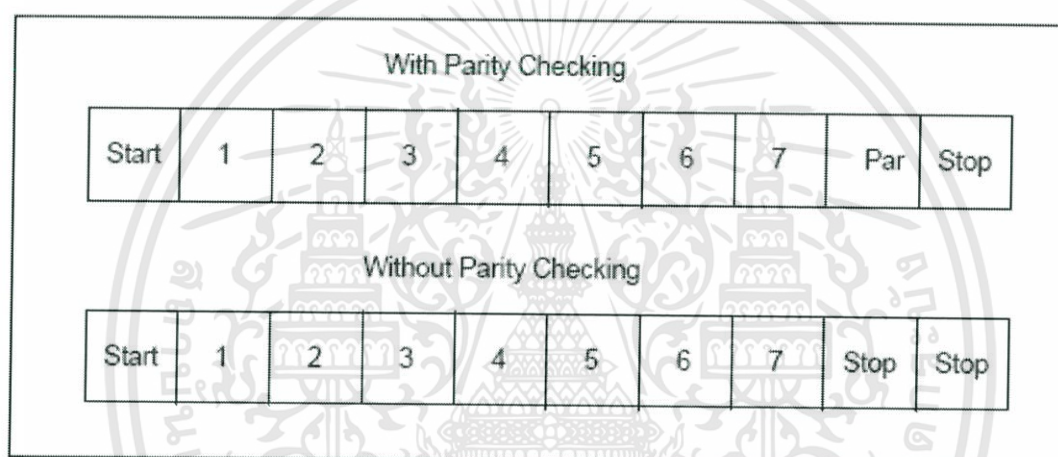 With Parity Checking
Start 1 2 3 4 5 6 7 Par Stop
Without Parity Checking
Start 1 2 3 4 5 6 7 Stop Stop